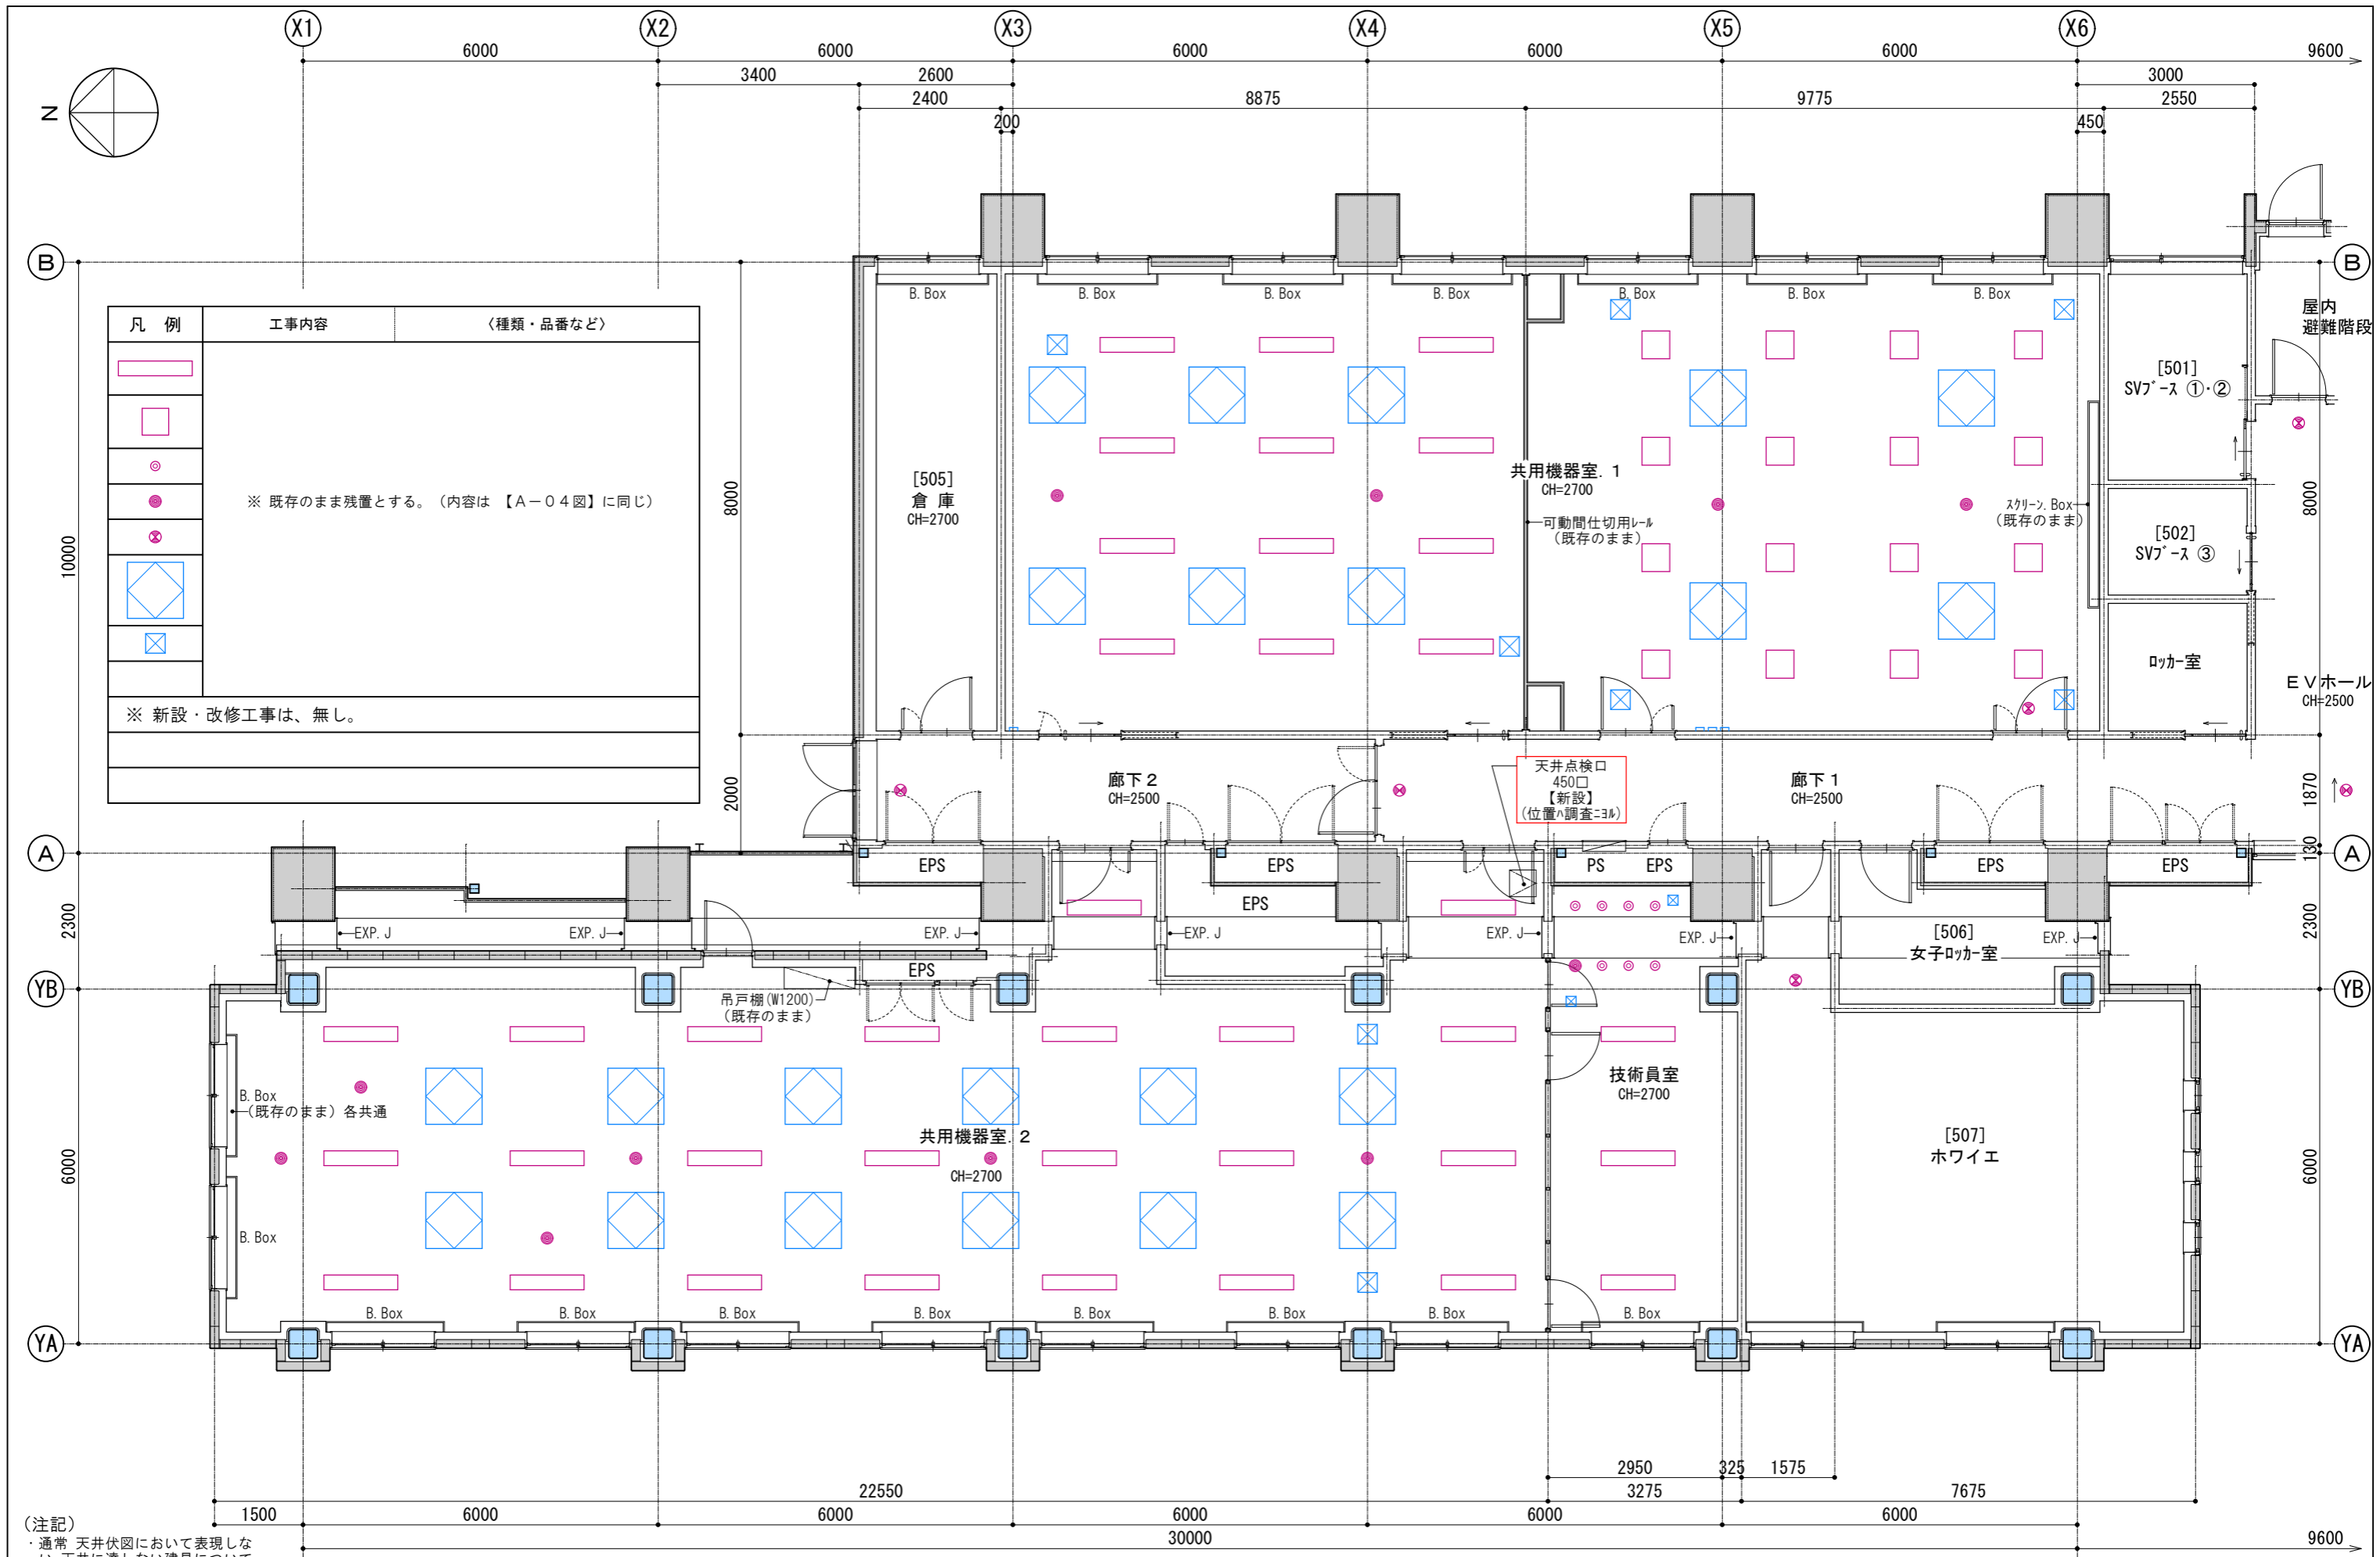 X1
X2
X3
X4
X5
X6
6000
6000
6000
6000
6000
9600
3400
2600
3000
2400
8875
9775
2550
200
450
N
B
B
凡 例
工事内容
〈種類・品番など〉
※ 既存のまま残置とする。（内容は 【A－04図】に同じ）
※ 新設・改修工事は、無し。
B. Box
B. Box
B. Box
B. Box
B. Box
B. Box
B. Box
屋内
避難階段
[501]
SVブース ①・②
[505]
倉 庫
CH=2700
共用機器室. 1
CH=2700
可動間仕切用レール
(既存のまま)
スクリーン. Box
(既存のまま)
[502]
SVブース ③
ロッカー室
EVホール
CH=2500
10000
8000
8000
2000
1870
130
廊下2
CH=2500
天井点検口
450□
【新設】
(位置ハ調査ニヨル)
廊下1
CH=2500
A
A
EPS
EPS
PS
EPS
EPS
EPS
EPS
2300
2300
EXP. J
EXP. J
EXP. J
EXP. J
EXP. J
EXP. J
EXP. J
[506]
女子ロッカー室
EPS
YB
YB
吊戸棚(W1200)
(既存のまま)
技術員室
CH=2700
B. Box
(既存のまま) 各共通
共用機器室. 2
CH=2700
[507]
ホワイエ
6000
6000
B. Box
B. Box
B. Box
B. Box
B. Box
B. Box
B. Box
B. Box
B. Box
YA
YA
2950
325
1575
22550
3275
7675
1500
6000
6000
6000
6000
6000
30000
9600
(注記)
・通常 天井伏図において表現しな